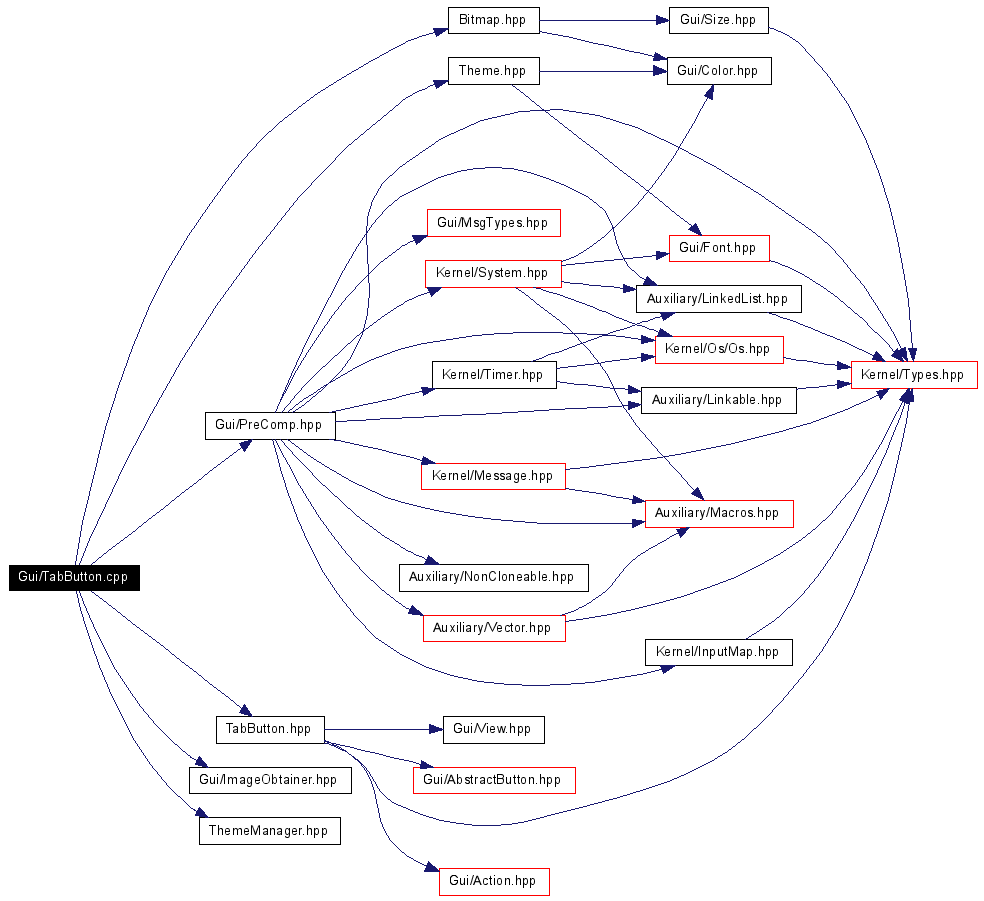 Bitmap.hpp
Gui/Size.hpp
Theme.hpp
Gui/Color.hpp
Gui/MsgTypes.hpp
Gui/Font.hpp
Kernel/System.hpp
Auxiliary/LinkedList.hpp
Kernel/Os/Os.hpp
Kernel/Timer.hpp
Kernel/Types.hpp
Auxiliary/Linkable.hpp
Gui/PreComp.hpp
Kernel/Message.hpp
Auxiliary/Macros.hpp
Gui/TabButton.cpp
Auxiliary/NonCloneable.hpp
Auxiliary/Vector.hpp
Kernel/InputMap.hpp
TabButton.hpp
Gui/View.hpp
Gui/ImageObtainer.hpp
Gui/AbstractButton.hpp
ThemeManager.hpp
Gui/Action.hpp